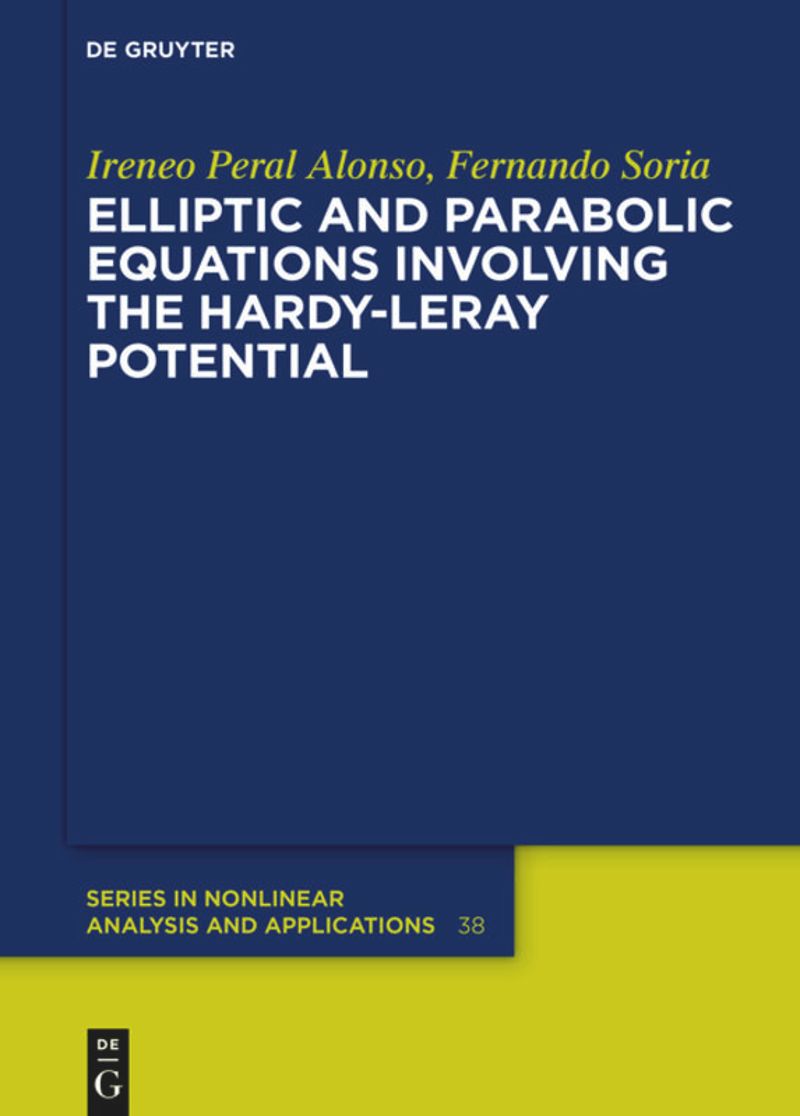 DE GRUYTER
Ireneo Peral Alonso, Fernando Soria
ELLIPTIC AND PARABOLIC
EQUATIONS INVOLVING
THE HARDY-LERAY
POTENTIAL
SERIES IN NONLINEAR
ANALYSIS AND APPLICATIONS 38
DE
G